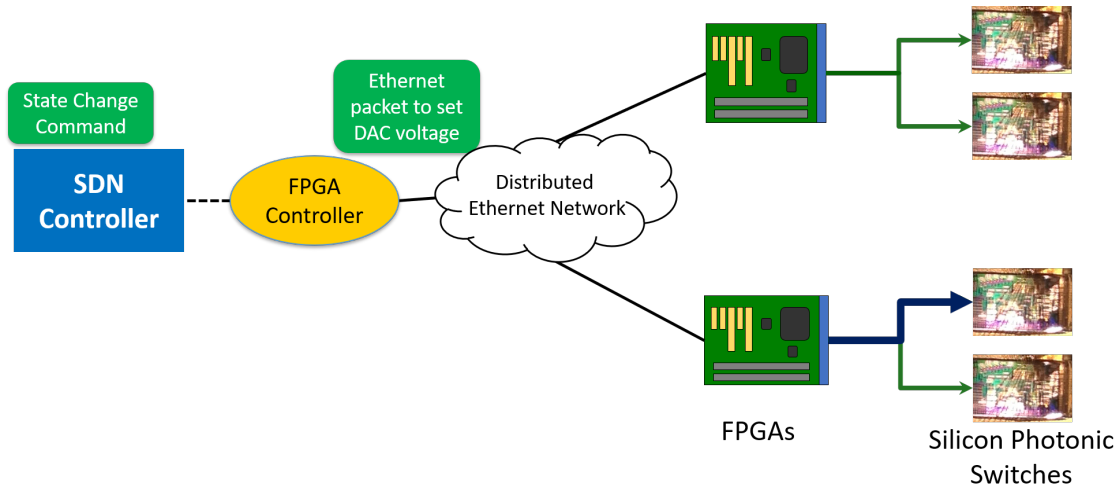 State Change
Command
SDN
Controller
FPGA
Controller
Ethernet
packet to set
DAC voltage
Distributed
Ethernet Network
FPGAs
Silicon Photonic
Switches